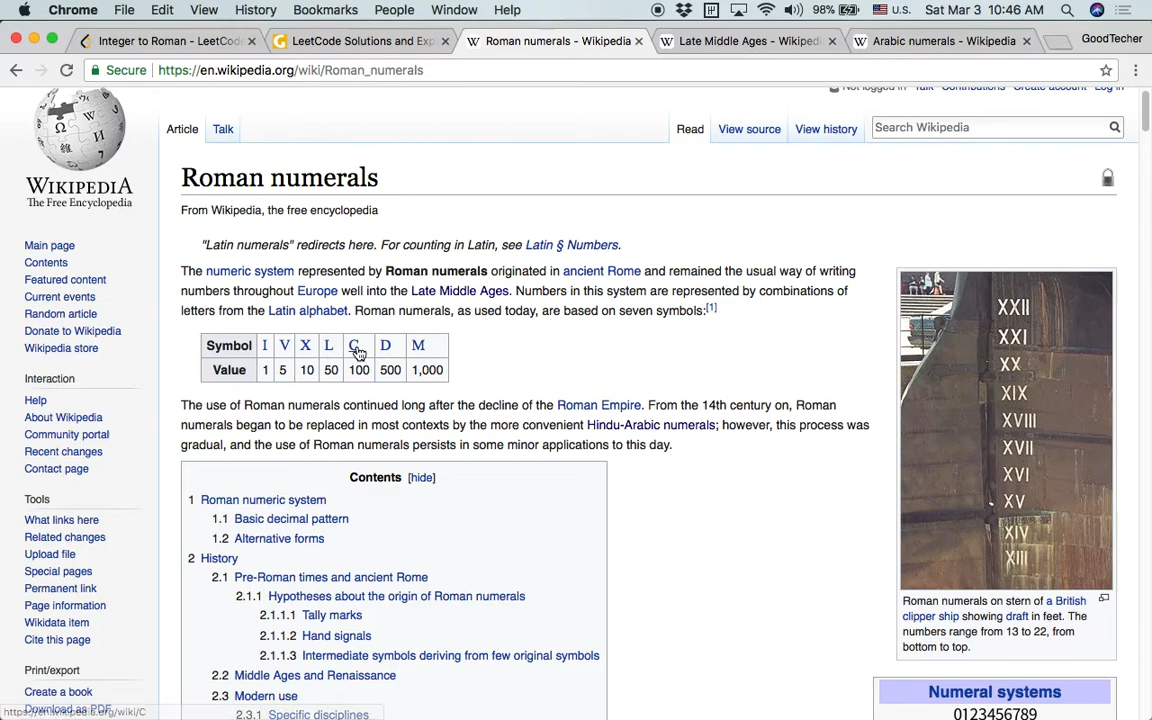 Chrome File Edit View History Bookmarks People Window Help 98% U.S. Sat Mar 3 10:46 AM
Integer to Roman - LeetCode × LeetCode Solutions and Exp × Roman numerals - Wikipedia × Late Middle Ages - Wikiped × Arabic numerals - Wikipedia × GoodTecher
Secure https://en.wikipedia.org/wiki/Roman_numerals
Not logged in Talk Contributions Create account Log in
Article Talk Read View source View history Search Wikipedia
WIKIPEDIA
The Free Encyclopedia
Main page
Contents
Featured content
Current events
Random article
Donate to Wikipedia
Wikipedia store
Interaction
Help
About Wikipedia
Community portal
Recent changes
Contact page
Tools
What links here
Related changes
Upload file
Special pages
Permanent link
Page information
Wikidata item
Cite this page
Print/export
Create a book
Download as PDF
https://en.wikipedia.org/wiki/C
Roman numerals
From Wikipedia, the free encyclopedia
"Latin numerals" redirects here. For counting in Latin, see Latin § Numbers.
The numeric system represented by Roman numerals originated in ancient Rome and remained the usual way of writing
numbers throughout Europe well into the Late Middle Ages. Numbers in this system are represented by combinations of
letters from the Latin alphabet. Roman numerals, as used today, are based on seven symbols:[1]
Symbol I V X L C D M
Value 1 5 10 50 100 500 1,000
The use of Roman numerals continued long after the decline of the Roman Empire. From the 14th century on, Roman
numerals began to be replaced in most contexts by the more convenient Hindu-Arabic numerals; however, this process was
gradual, and the use of Roman numerals persists in some minor applications to this day.
Contents [hide]
1 Roman numeric system
1.1 Basic decimal pattern
1.2 Alternative forms
2 History
2.1 Pre-Roman times and ancient Rome
2.1.1 Hypotheses about the origin of Roman numerals
2.1.1.1 Tally marks
2.1.1.2 Hand signals
2.1.1.3 Intermediate symbols deriving from few original symbols
2.2 Middle Ages and Renaissance
2.3 Modern use
2.3.1 Specific disciplines
XXII
XXI
XX
XIX
XVIII
XVII
XVI
XV
XIV
XIII
Roman numerals on stern of a British
clipper ship showing draft in feet. The
numbers range from 13 to 22, from
bottom to top.
Numeral systems
0123456789